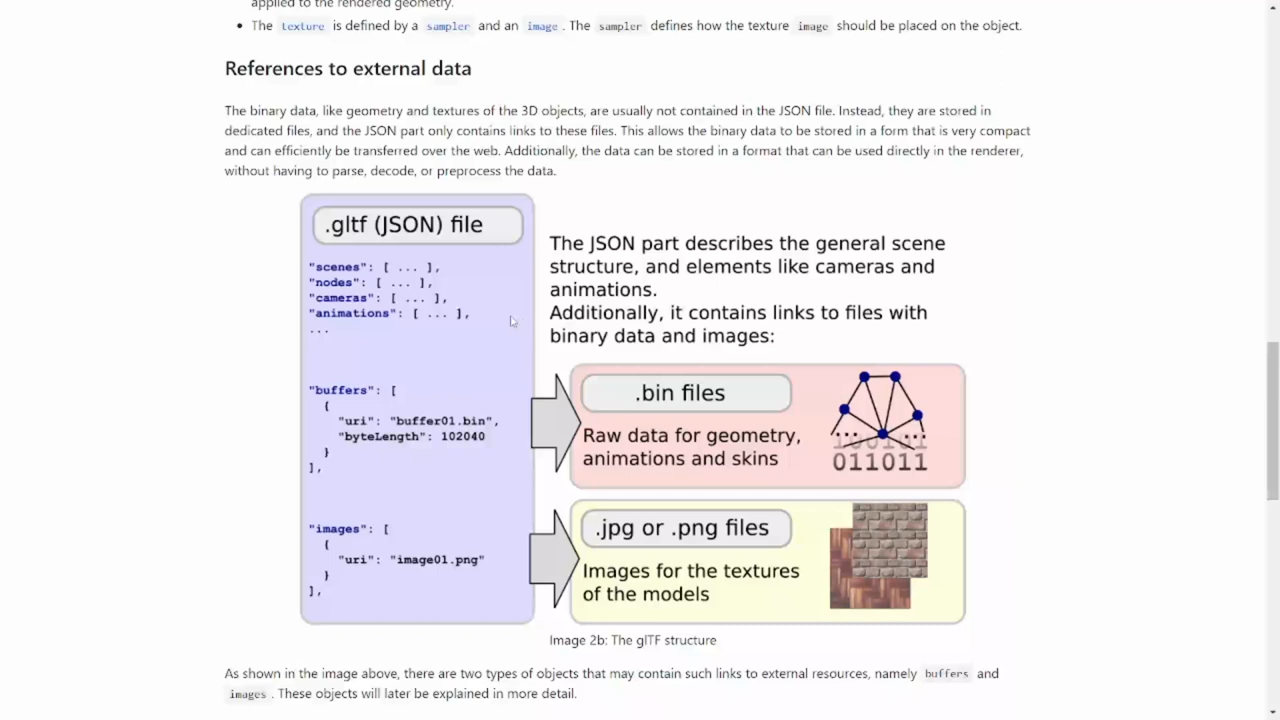 applied to the rendered geometry.
• The texture is defined by a sampler and an image . The sampler defines how the texture image should be placed on the object.
References to external data
The binary data, like geometry and textures of the 3D objects, are usually not contained in the JSON file. Instead, they are stored in
dedicated files, and the JSON part only contains links to these files. This allows the binary data to be stored in a form that is very compact
and can efficiently be transferred over the web. Additionally, the data can be stored in a format that can be used directly in the renderer,
without having to parse, decode, or preprocess the data.
.gltf (JSON) file
"scenes": [ ... ],
"nodes": [ ... ],
"cameras": [ ... ],
"animations": [ ... ],
...
"buffers": [
{
"uri": "buffer01.bin",
"byteLength": 102040
}
],
"images": [
{
"uri": "image01.png"
}
],
The JSON part describes the general scene
structure, and elements like cameras and
animations.
Additionally, it contains links to files with
binary data and images:
.bin files
Raw data for geometry,
animations and skins
100101
011011
.jpg or .png files
Images for the textures
of the models
Image 2b: The glTF structure
As shown in the image above, there are two types of objects that may contain such links to external resources, namely buffers and
images . These objects will later be explained in more detail.